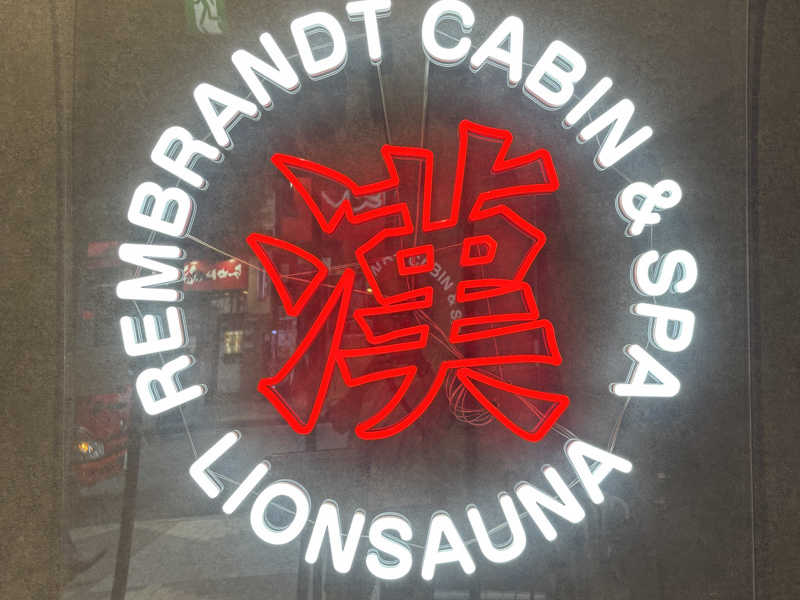 REMBRANDT CABIN & SPA
漢
LIONSAUNA